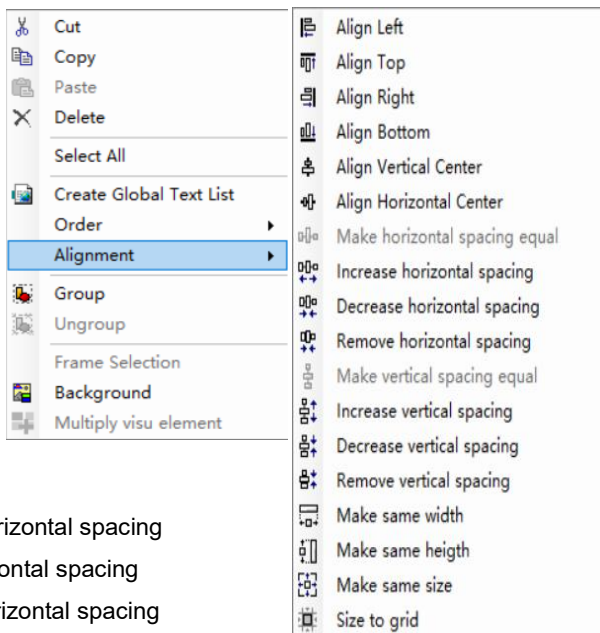 Cut
Copy
Paste
Delete
Select All
Create Global Text List
Order
Alignment
Group
Ungroup
Frame Selection
Background
Multiply visu element
Align Left
Align Top
Align Right
Align Bottom
Align Vertical Center
Align Horizontal Center
Make horizontal spacing equal
Increase horizontal spacing
Decrease horizontal spacing
Remove horizontal spacing
Make vertical spacing equal
Increase vertical spacing
Decrease vertical spacing
Remove vertical spacing
Make same width
Make same heigth
Make same size
Size to grid
spacing
spacing
spacing